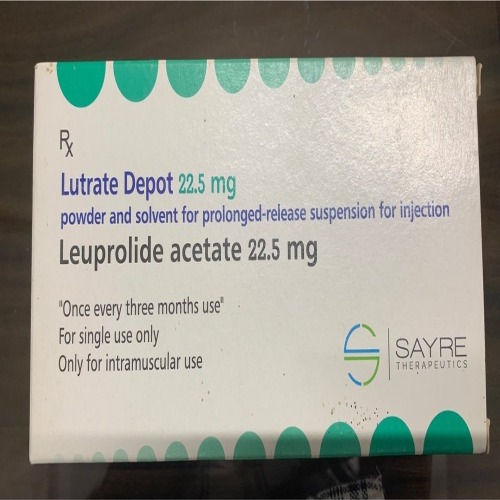 Rx
Lutrate Depot 22.5 mg
powder and solvent for prolonged-release suspension for injection
Leuprolide acetate 22.5 mg
"Once every three months use"
For single use only
Only for intramuscular use
SAYRE
THERAPEUTICS